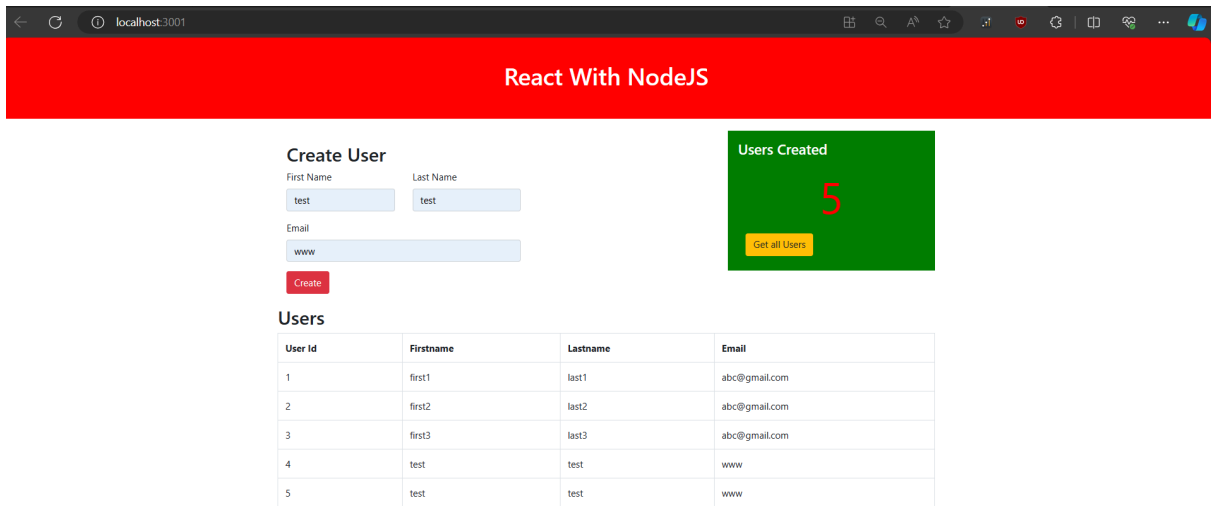 localhost:3001
React With NodeJS
Create User
First Name Last Name
test test
Email
www
Create
Users Created
5
Get all Users
Users
User Id Firstname Lastname Email
1 first1 last1 abc@gmail.com
2 first2 last2 abc@gmail.com
3 first3 last3 abc@gmail.com
4 test test www
5 test test www